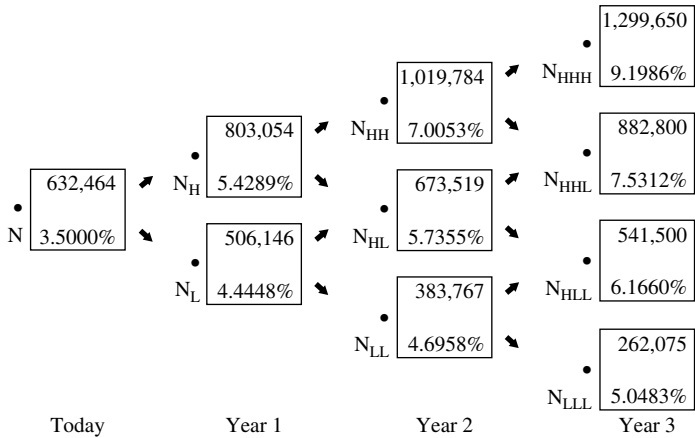 1,299,650
N_HHH 9.1986%
1,019,784
N_HH 7.0053%
803,054
N_H 5.4289%
882,800
N_HHL 7.5312%
632,464
N 3.5000%
673,519
N_HL 5.7355%
506,146
N_L 4.4448%
541,500
N_HLL 6.1660%
383,767
N_LL 4.6958%
262,075
N_LLL 5.0483%
Today Year 1 Year 2 Year 3